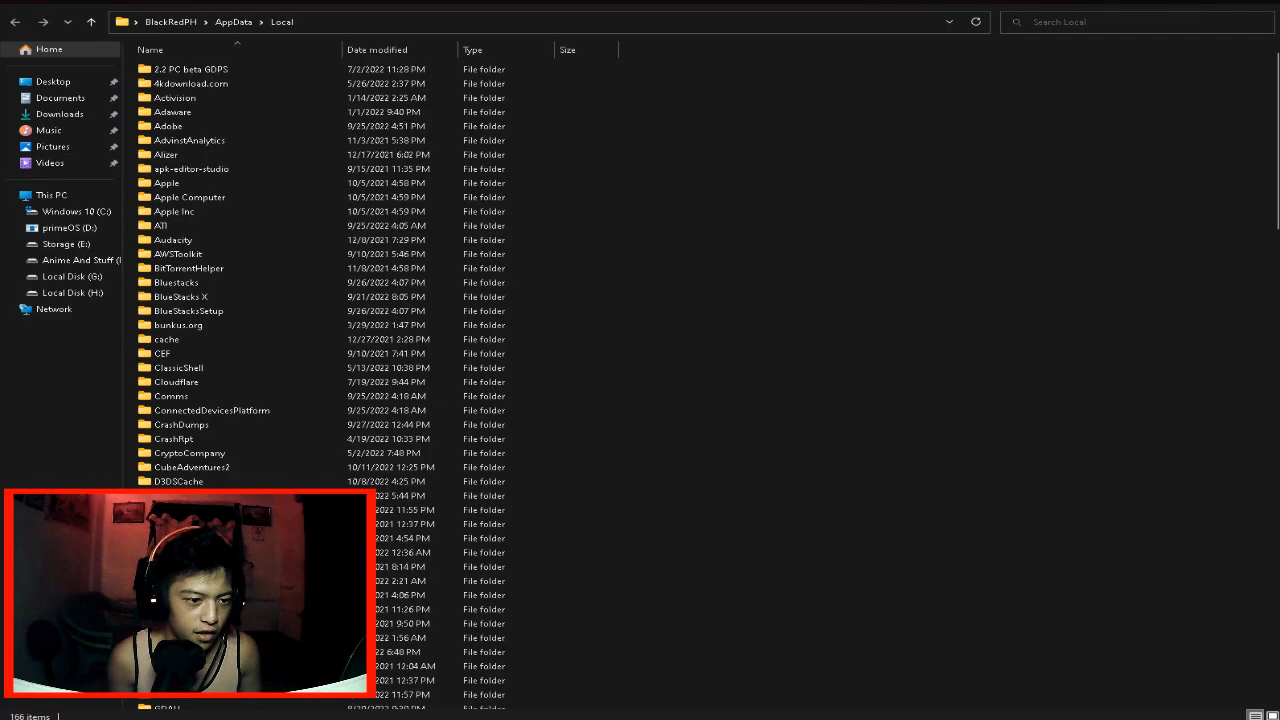 BlackRedPH > AppData > Local
Search Local
Home
Name Date modified Type Size
Desktop
Documents
Downloads
Music
Pictures
Videos
This PC
Windows 10 (C:)
primeOS (D:)
Storage (E:)
Anime And Stuff (
Local Disk (G:)
Local Disk (H:)
Network
2.2 PC beta GDPS 7/2/2022 11:28 PM File folder
4kdownload.com 5/26/2022 2:37 PM File folder
Activision 1/14/2022 2:25 AM File folder
Adaware 1/1/2022 9:40 PM File folder
Adobe 9/25/2022 4:51 PM File folder
AdvinstAnalytics 11/3/2021 5:38 PM File folder
Alizer 12/17/2021 6:02 PM File folder
apk-editor-studio 9/15/2021 11:35 PM File folder
Apple 10/5/2021 4:58 PM File folder
Apple Computer 10/5/2021 4:59 PM File folder
Apple Inc 10/5/2021 4:59 PM File folder
ATI 9/25/2022 4:05 AM File folder
Audacity 12/8/2021 7:29 PM File folder
AWSToolkit 9/10/2021 5:46 PM File folder
BitTorrentHelper 11/8/2021 4:58 PM File folder
Bluestacks 9/26/2022 4:07 PM File folder
BlueStacks X 9/21/2022 8:05 PM File folder
BlueStacksSetup 9/26/2022 4:07 PM File folder
bunkus.org 3/29/2022 1:47 PM File folder
cache 12/27/2021 2:28 PM File folder
CEF 9/10/2021 7:41 PM File folder
ClassicShell 5/13/2022 10:38 PM File folder
Cloudflare 7/19/2022 9:44 PM File folder
Comms 9/25/2022 4:18 AM File folder
ConnectedDevicesPlatform 9/25/2022 4:18 AM File folder
CrashDumps 9/27/2022 12:44 PM File folder
CrashRpt 4/19/2022 10:33 PM File folder
CryptoCompany 5/2/2022 7:48 PM File folder
CubeAdventures2 10/11/2022 12:25 PM File folder
D3DSCache 10/8/2022 4:25 PM File folder
2022 5:44 PM File folder
022 11:55 PM File folder
2021 12:37 PM File folder
2021 4:54 PM File folder
022 12:36 AM File folder
2021 8:14 PM File folder
022 2:21 AM File folder
2021 4:06 PM File folder
2021 11:26 PM File folder
2021 9:50 PM File folder
2022 1:56 AM File folder
2022 6:48 PM File folder
2021 12:04 AM File folder
2021 12:37 PM File folder
2022 11:57 PM File folder
File folder
166 items